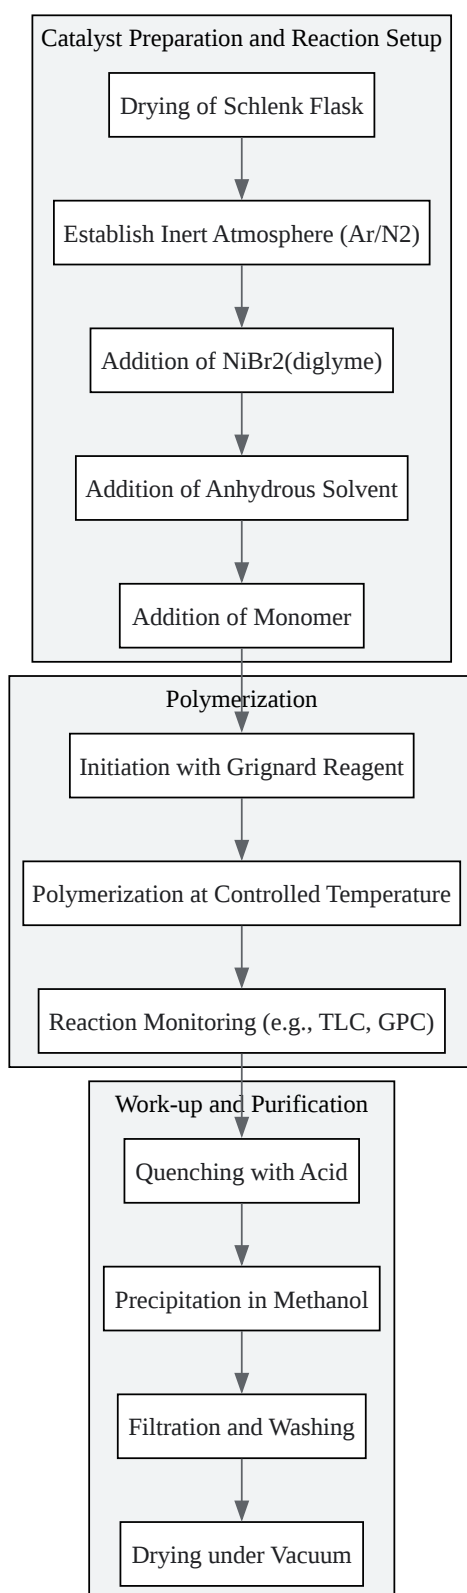 Catalyst Preparation and Reaction Setup
Drying of Schlenk Flask
Establish Inert Atmosphere (Ar/N2)
Addition of NiBr2(diglyme)
Addition of Anhydrous Solvent
Addition of Monomer
Polymerization
Initiation with Grignard Reagent
Polymerization at Controlled Temperature
Reaction Monitoring (e.g., TLC, GPC)
Work-up and Purification
Quenching with Acid
Precipitation in Methanol
Filtration and Washing
Drying under Vacuum